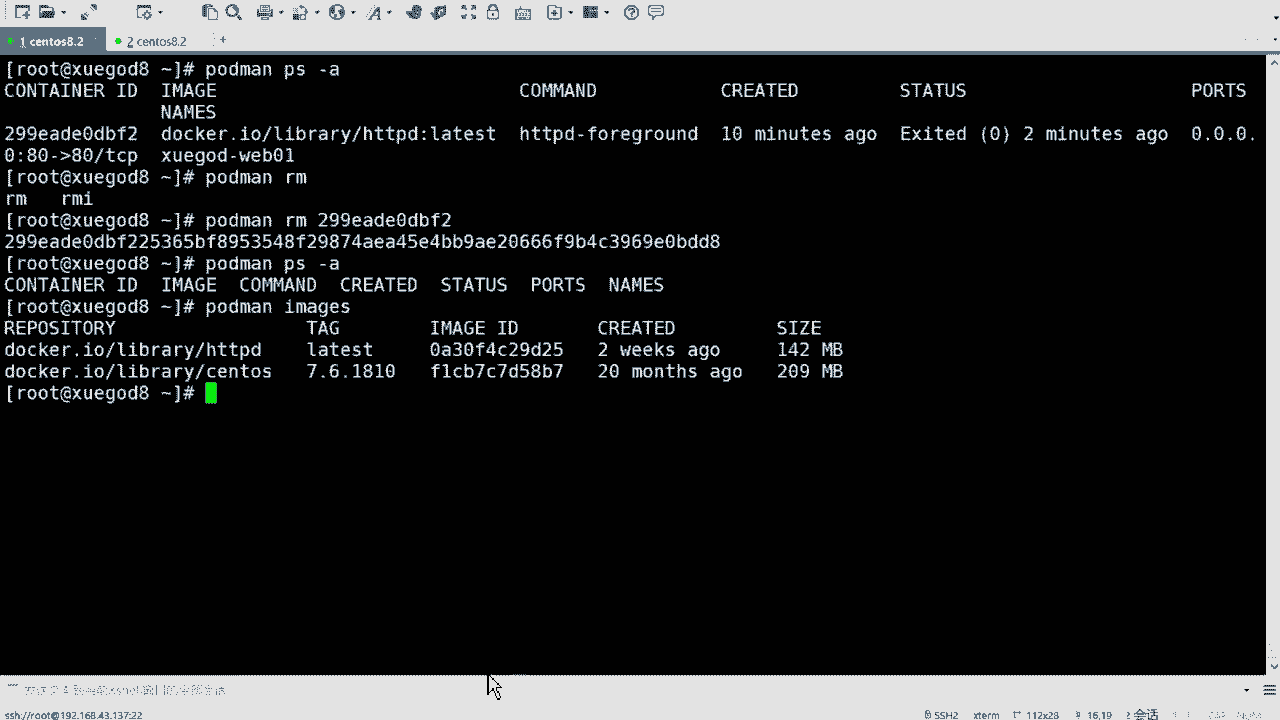 1 centos8.2
2 centos8.2
+
[root@xuegod8 ~]# podman ps -a
CONTAINER ID  IMAGE                           COMMAND           CREATED         STATUS                    PORTS
              NAMES
299eade0dbf2  docker.io/library/httpd:latest  httpd-foreground  10 minutes ago  Exited (0) 2 minutes ago  0.0.0.
0:80->80/tcp  xuegod-web01
[root@xuegod8 ~]# podman rm
rm   rmi
[root@xuegod8 ~]# podman rm 299eade0dbf2
299eade0dbf225365bf8953548f29874aea45e4bb9ae20666f9b4c3969e0bdd8
[root@xuegod8 ~]# podman ps -a
CONTAINER ID  IMAGE  COMMAND  CREATED  STATUS  PORTS  NAMES
[root@xuegod8 ~]# podman images
REPOSITORY                 TAG        IMAGE ID       CREATED         SIZE
docker.io/library/httpd    latest     0a30f4c29d25   2 weeks ago     142 MB
docker.io/library/centos   7.6.1810   f1cb7c7d58b7   20 months ago   209 MB
[root@xuegod8 ~]#
ssh://root@192.168.43.137:22
SSH2
xterm
112x28
16,19
2 会话